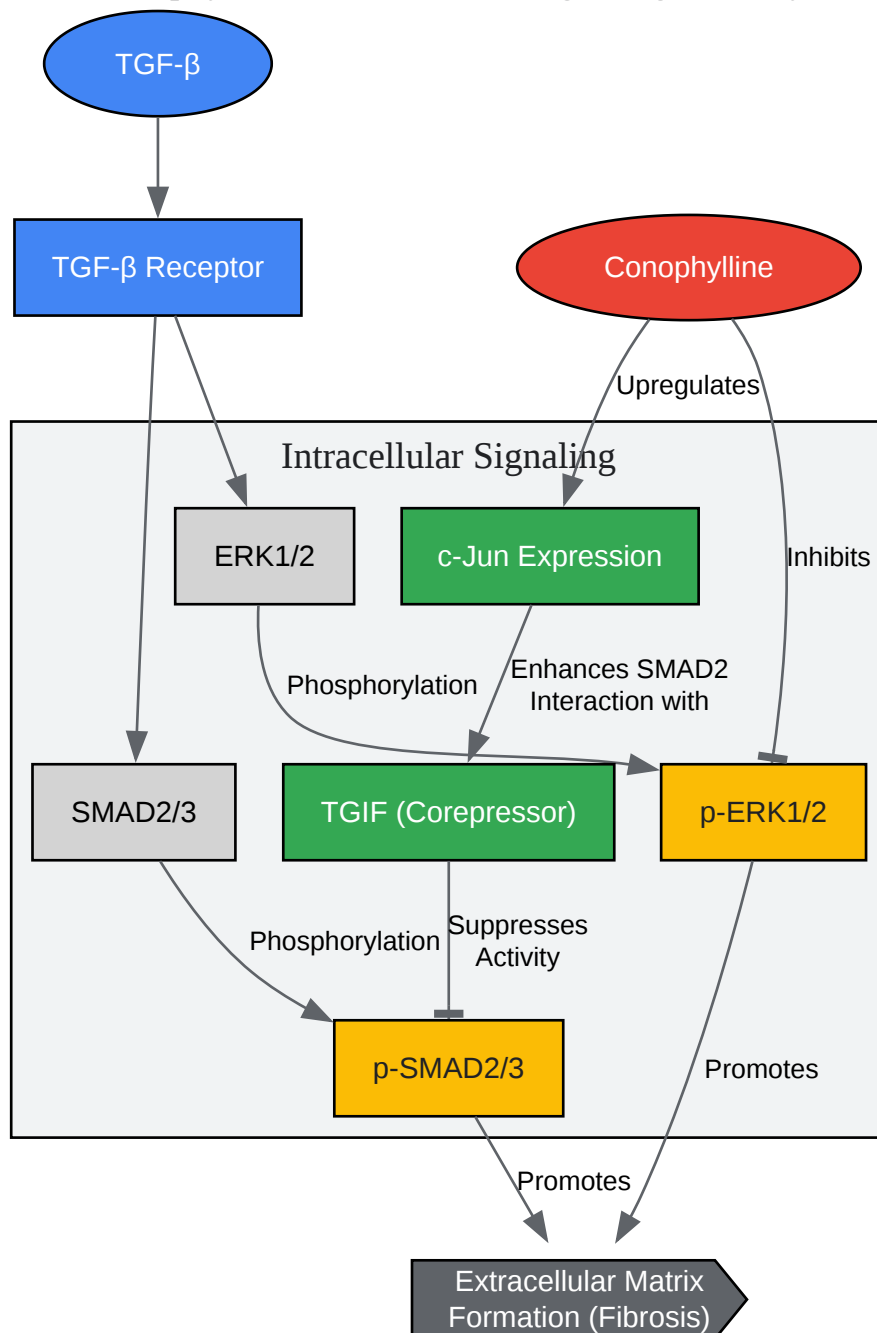 TGF-β
TGF-β Receptor
Conophylline
Upregulates
Intracellular Signaling
ERK1/2
c-Jun Expression
Inhibits
Phosphorylation
Enhances SMAD2
Interaction with
SMAD2/3
TGIF (Corepressor)
p-ERK1/2
Phosphorylation
Suppresses
Activity
p-SMAD2/3
Promotes
Promotes
Extracellular Matrix
Formation (Fibrosis)